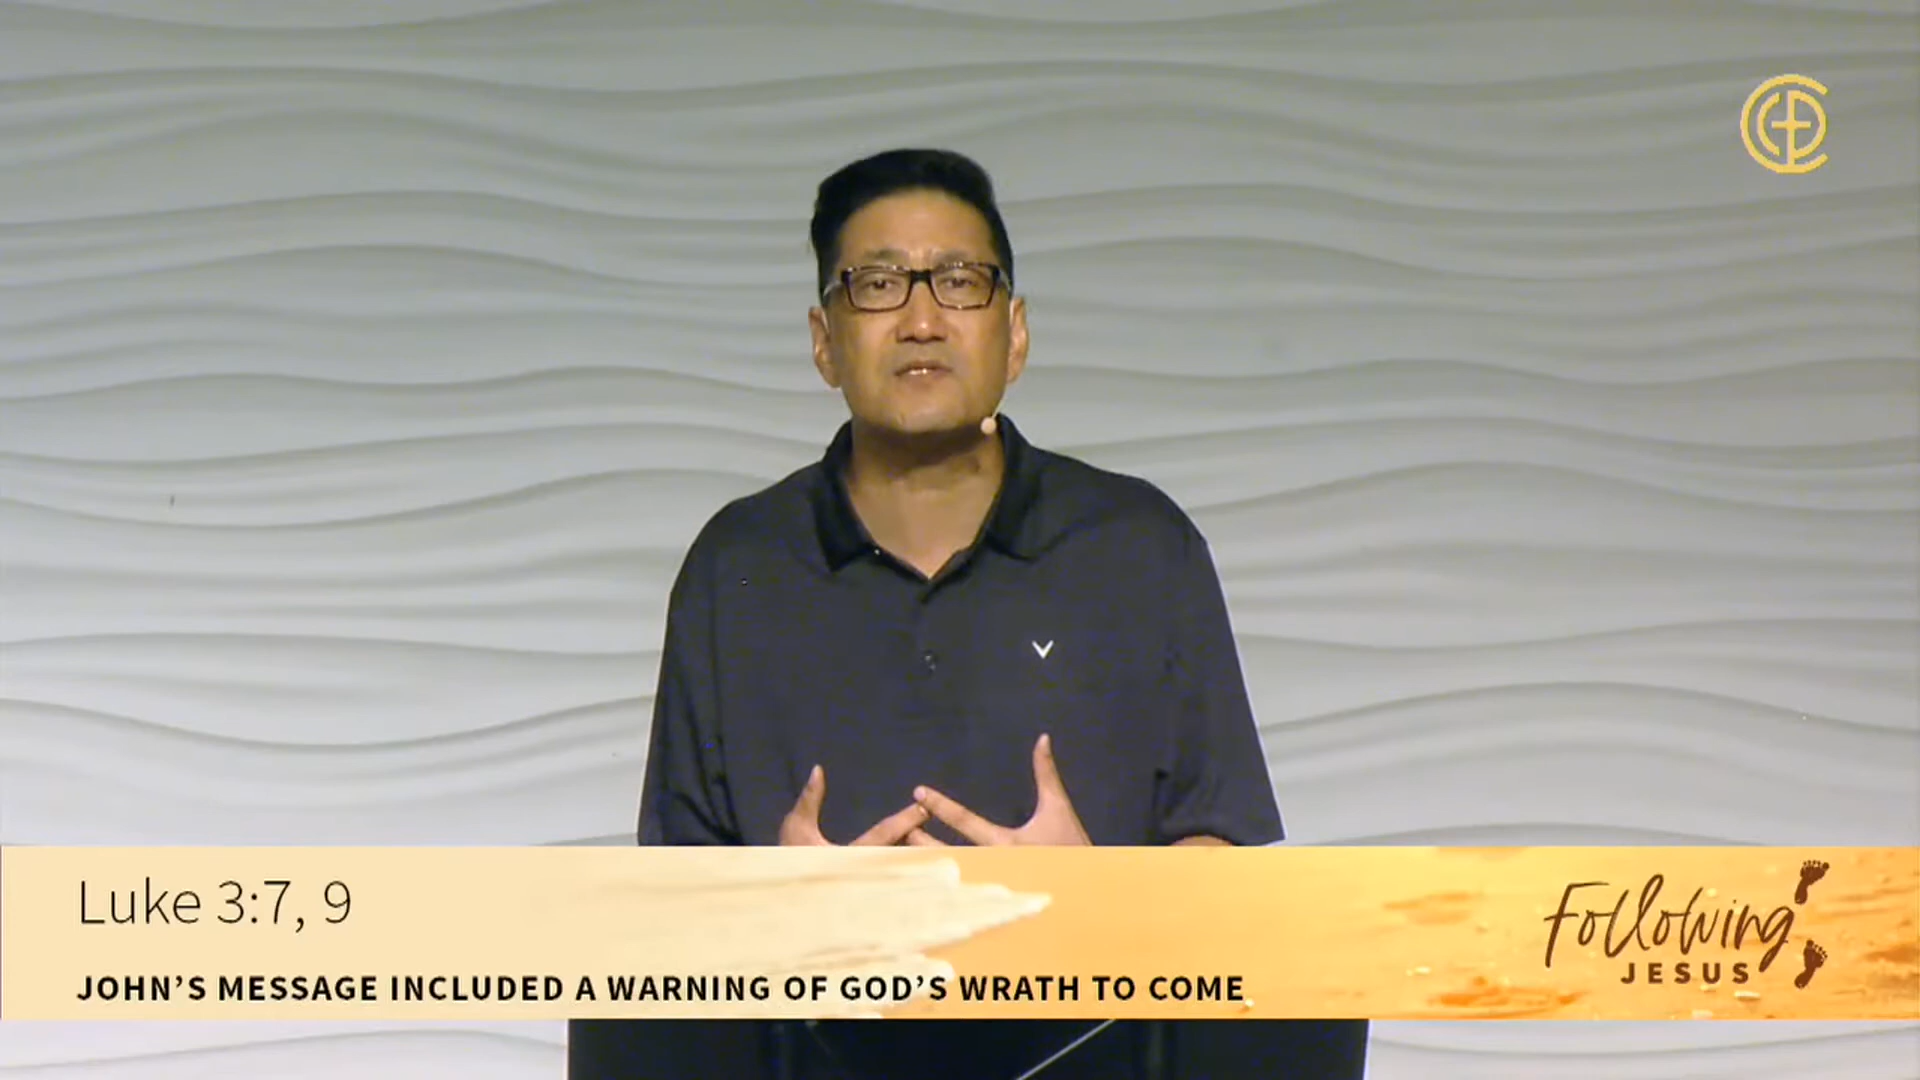 Luke 3:7, 9
JOHN'S MESSAGE INCLUDED A WARNING OF GOD'S WRATH TO COME
Following
JESUS